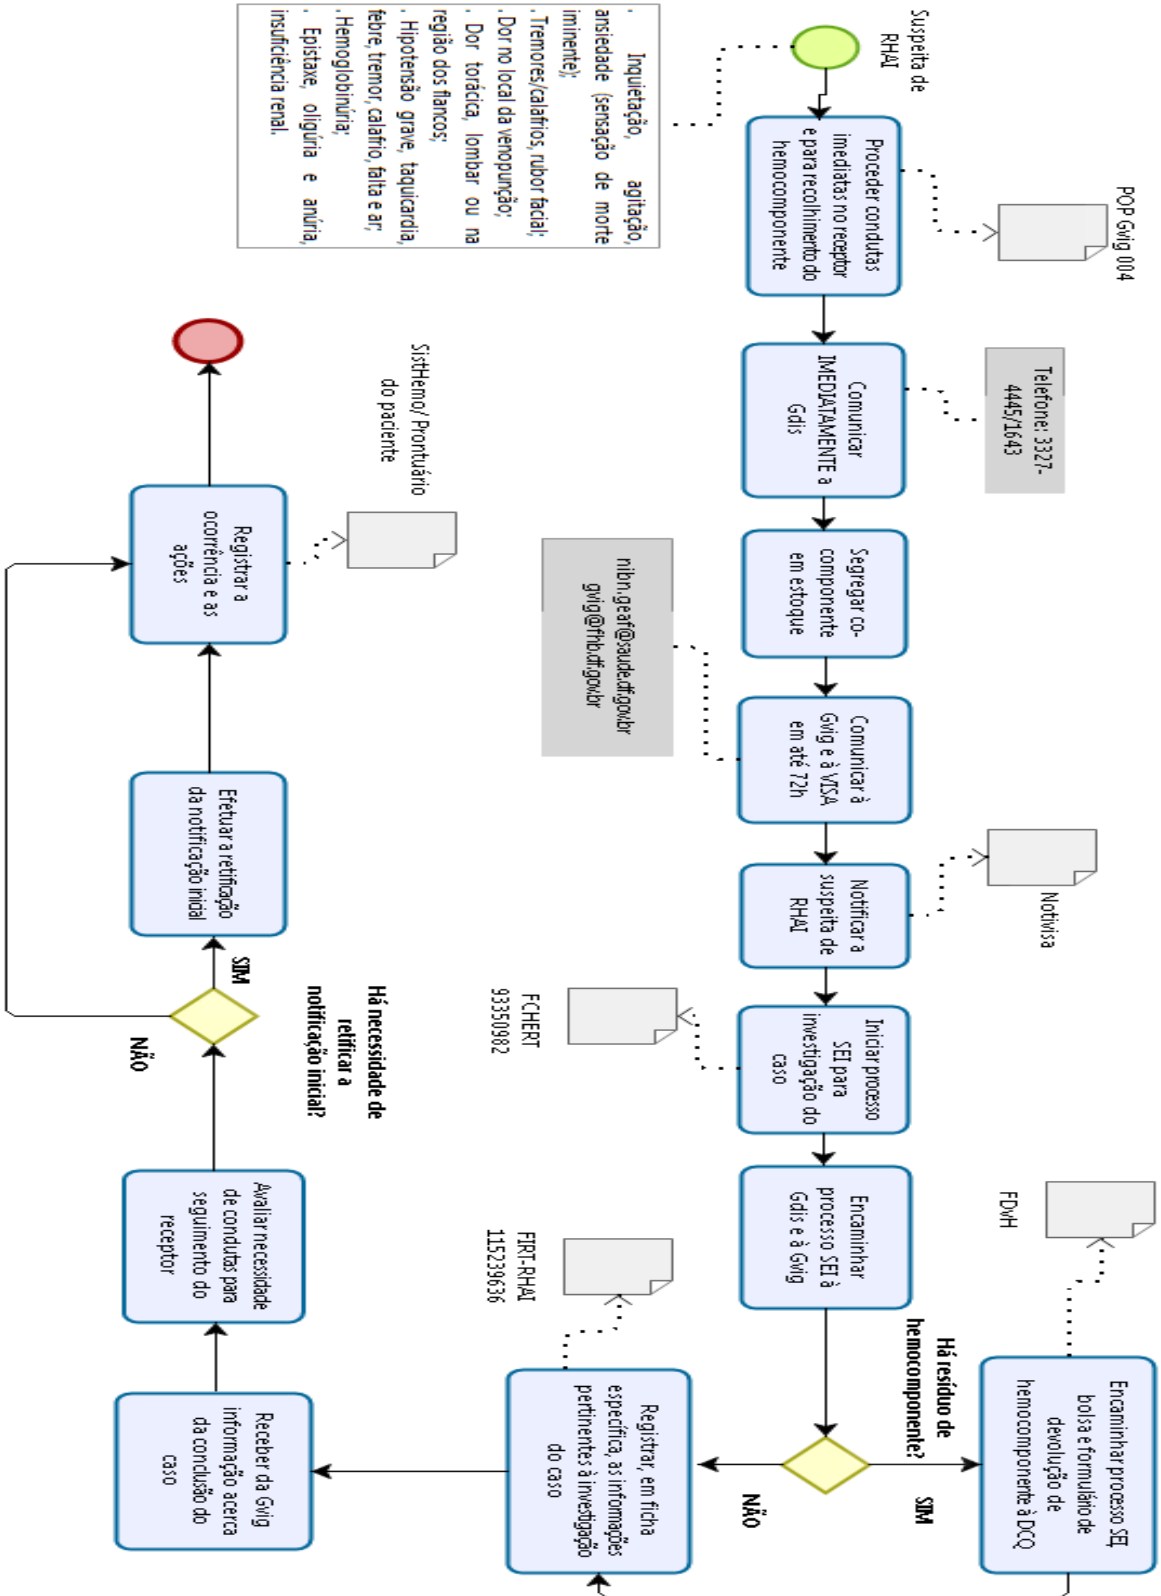 Suspeita de
RHAI
. Inquietação, agitação,
ansiedade (sensação de morte
iminente);
. Tremores/calafrios, rubor facial;
. Dor no local da venopunção;
. Dor torácica, lombar ou na
região dos flancos;
. Hipotensão grave, taquicardia,
febre, tremor, calafrio, falta e ar;
. Hemoglobinúria;
. Epistaxe, oligúria e anúria,
insuficiência renal.
POP Gvig 004
Proceder condutas
imediatas no receptor
e para recolhimento do
hemocomponente
Telefone: 3327-
4445/1643
Comunicar
IMEDIATAMENTE a
Gdis
Segregar co-
componente
em estoque
Comunicar à
Gvig e à VISA
em até 72h
nibn.geaf@saude.df.gov.br
gvig@fhb.df.gov.br
Notivisa
Notificar a
suspeita de
RHAI
Iniciar processo
SEI para
investigação do
caso
FCHERT
93350982
Encaminhar
processo SEI à
Gdis e à Gvig
Há resíduo de
hemocomponente?
SIM
NÃO
FDvH
Encaminhar processo SEI,
bolsa e formulário de
devolução de
hemocomponente à DCQ
Registrar, em ficha
específica, as informações
pertinentes à investigação
do caso
FIRT-RHAI
115239636
Receber da Gvig
informação acerca
da conclusão do
caso
Avaliar necessidade
de condutas para
seguimento do
receptor
Há necessidade de
retificar a
notificação inicial?
SIM
NÃO
Efetuar a retificação
da notificação inicial
Registrar a
ocorrência e as
ações
SistHemo/ Prontuário
do paciente